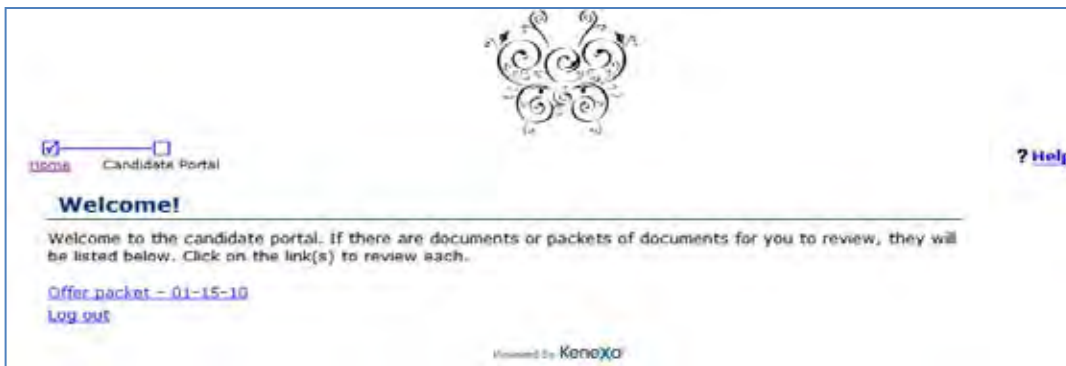 Home
Candidate Portal
? Help
Welcome!
Welcome to the candidate portal. If there are documents or packets of documents for you to review, they will
be listed below. Click on the link(s) to review each.
Offer packet - 01-15-10
Log out
Powered by Kenexa